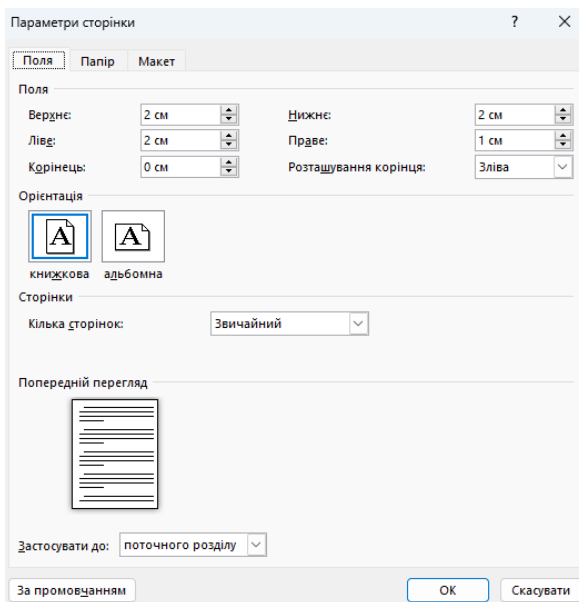 Параметри сторінки ?
Поля Папір Макет
Поля
Верхнє: 2 см Нижнє: 2 см
Ліве: 2 см Праве: 1 см
Корінець: 0 см Розташування корінця: Зліва
Орієнтація
A A
книжкова альбомна
Сторінки
Кілька сторінок: Звичайний
Попередній перегляд
Застосувати до: поточного розділу
За промовчанням ОК Скасувати